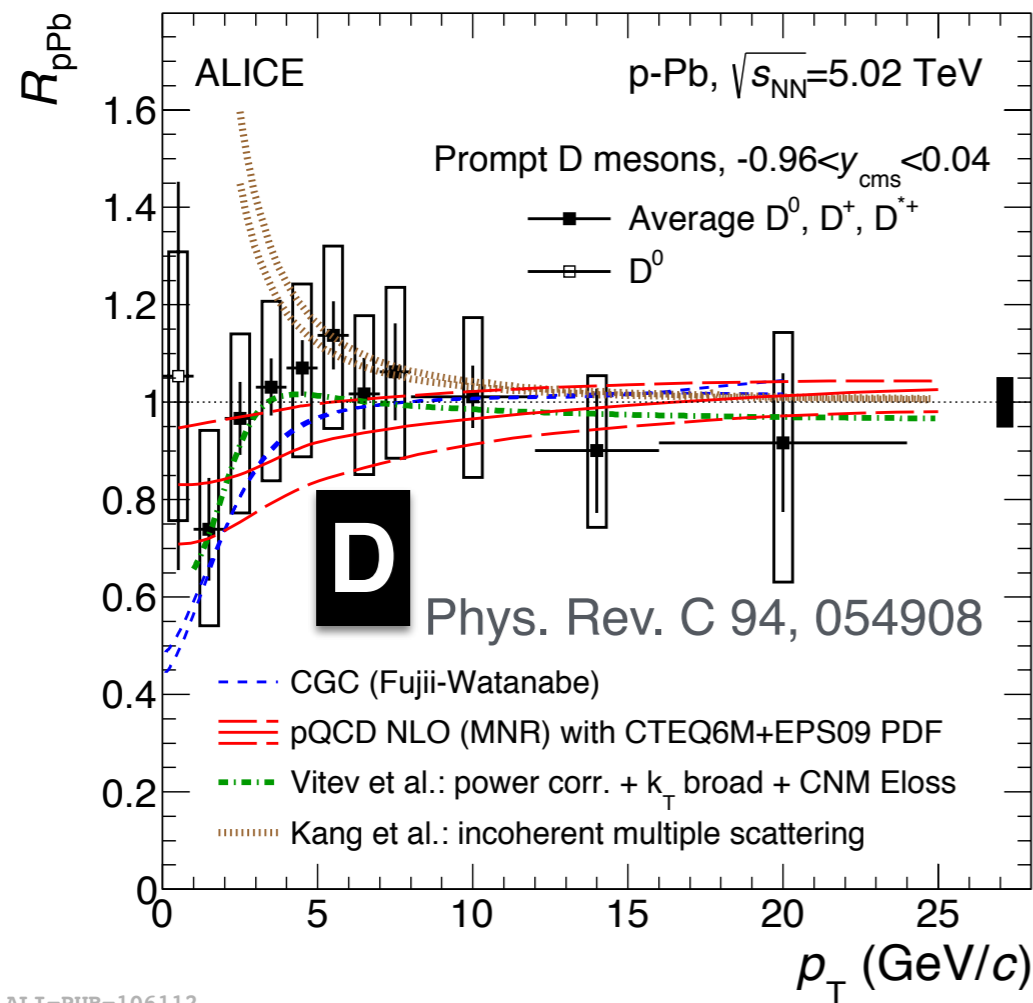 R_pPb
ALICE
p-Pb, √s_NN=5.02 TeV
Prompt D mesons, -0.96<y_cms<0.04
Average D⁰, D⁺, D*⁺
D⁰
1.6
1.4
1.2
1
0.8
0.6
0.4
0.2
0
D
Phys. Rev. C 94, 054908
CGC (Fujii-Watanabe)
pQCD NLO (MNR) with CTEQ6M+EPS09 PDF
Vitev et al.: power corr. + k_T broad + CNM Eloss
Kang et al.: incoherent multiple scattering
0 5 10 15 20 25
p_T (GeV/c)
ALI-PUB-106112